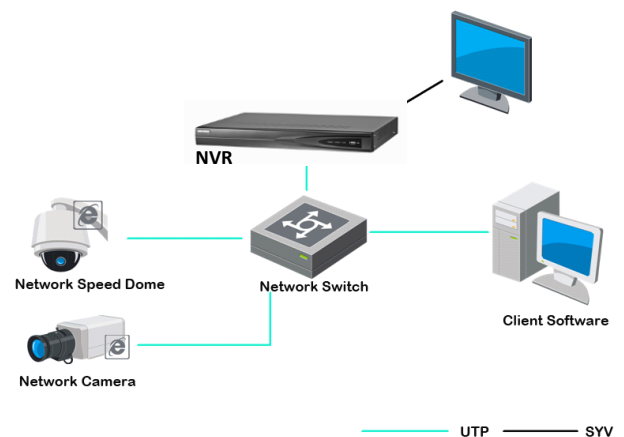 NVR
Network Speed Dome
Network Switch
Client Software
Network Camera
UTP
SYV